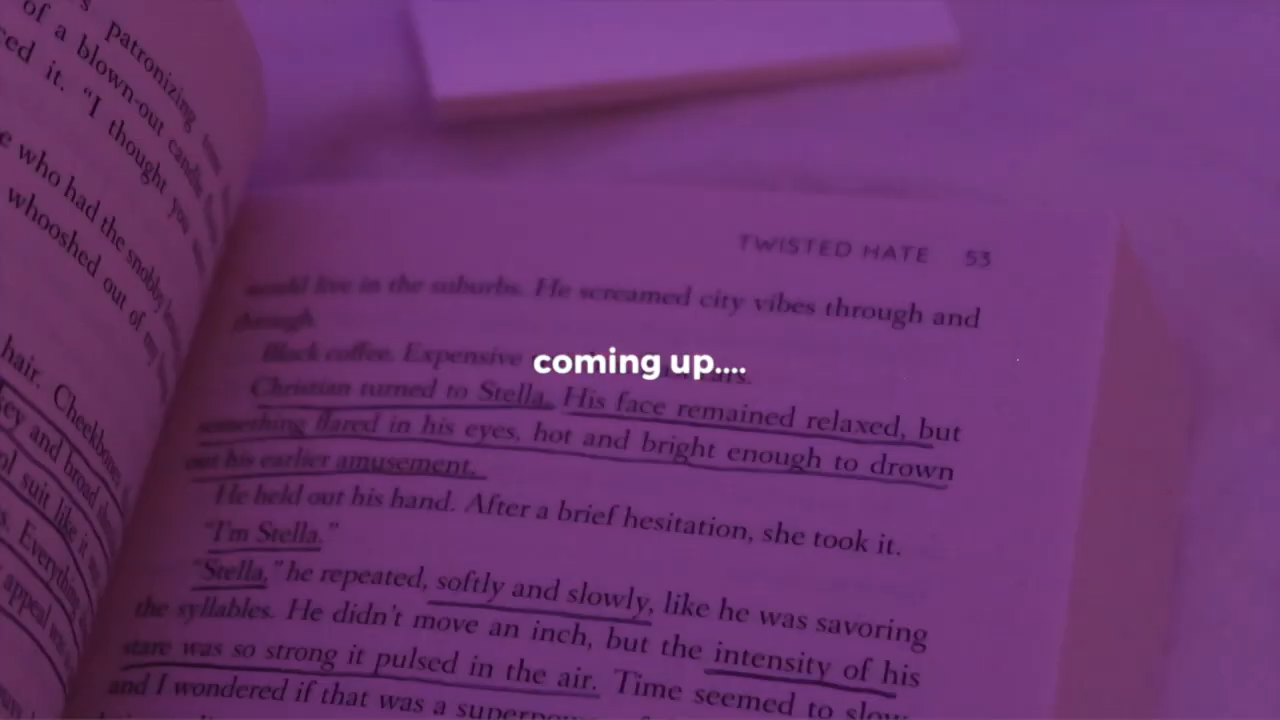 patronizing
of a blown-out candle
it. "I thought you
who had the snobby
whooshed out of my
hair. Cheekbones
and broad
suit like it
Everything
appeal was
TWISTED HATE 53
would live in the suburbs. He screamed city vibes through and
through.
Black coffee. Expensive
coming up....
Christian turned to Stella. His face remained relaxed, but
something flared in his eyes, hot and bright enough to drown
out his earlier amusement.
He held out his hand. After a brief hesitation, she took it.
"I'm Stella."
"Stella," he repeated, softly and slowly, like he was savoring
the syllables. He didn't move an inch, but the intensity of his
stare was so strong it pulsed in the air. Time seemed to slow
and I wondered if that was a